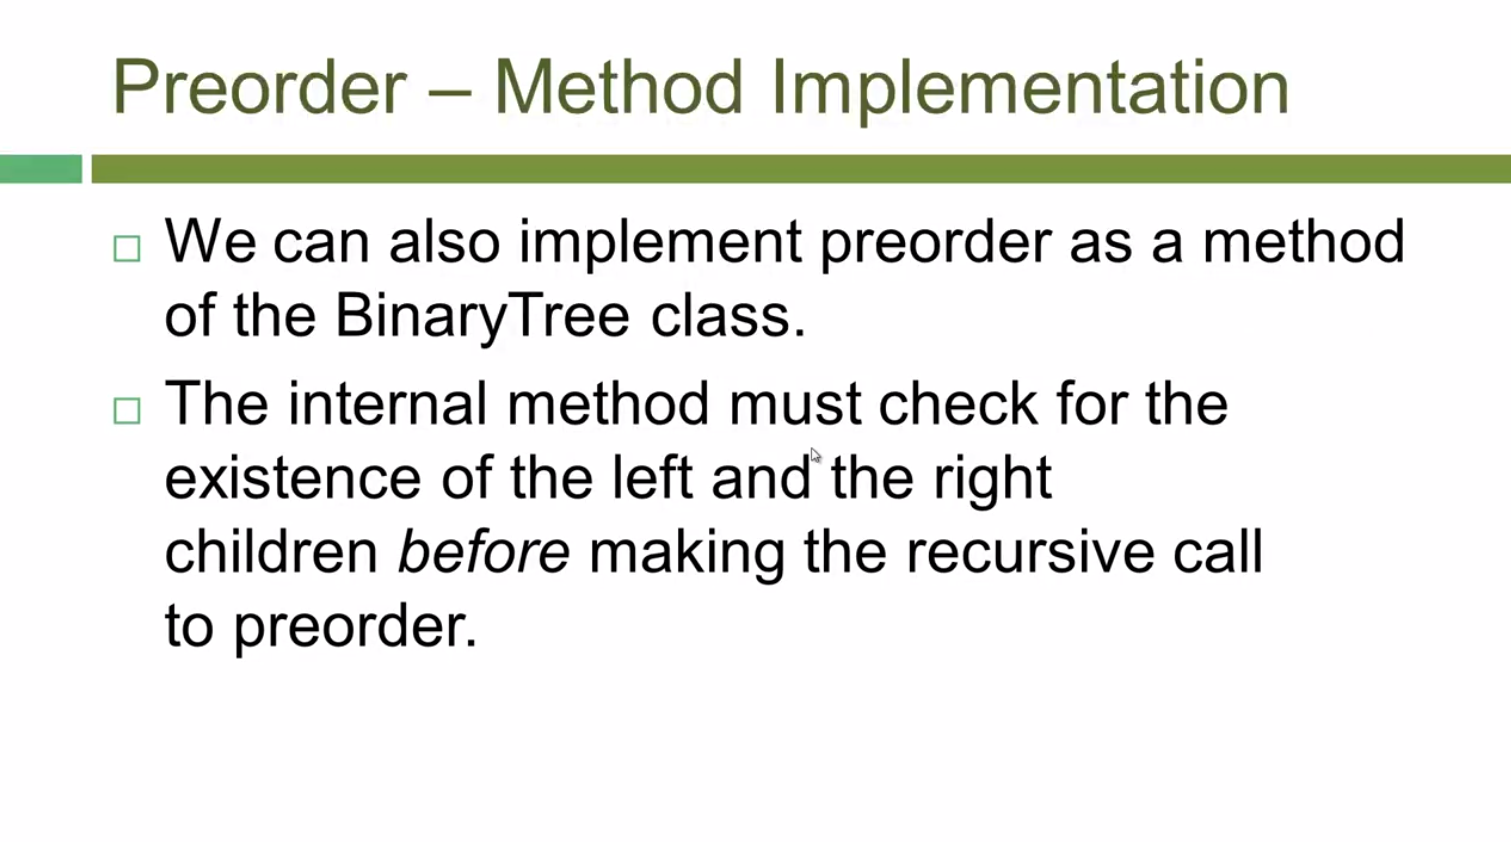 Preorder – Method Implementation
We can also implement preorder as a method
of the BinaryTree class.
The internal method must check for the
existence of the left and the right
children before making the recursive call
to preorder.